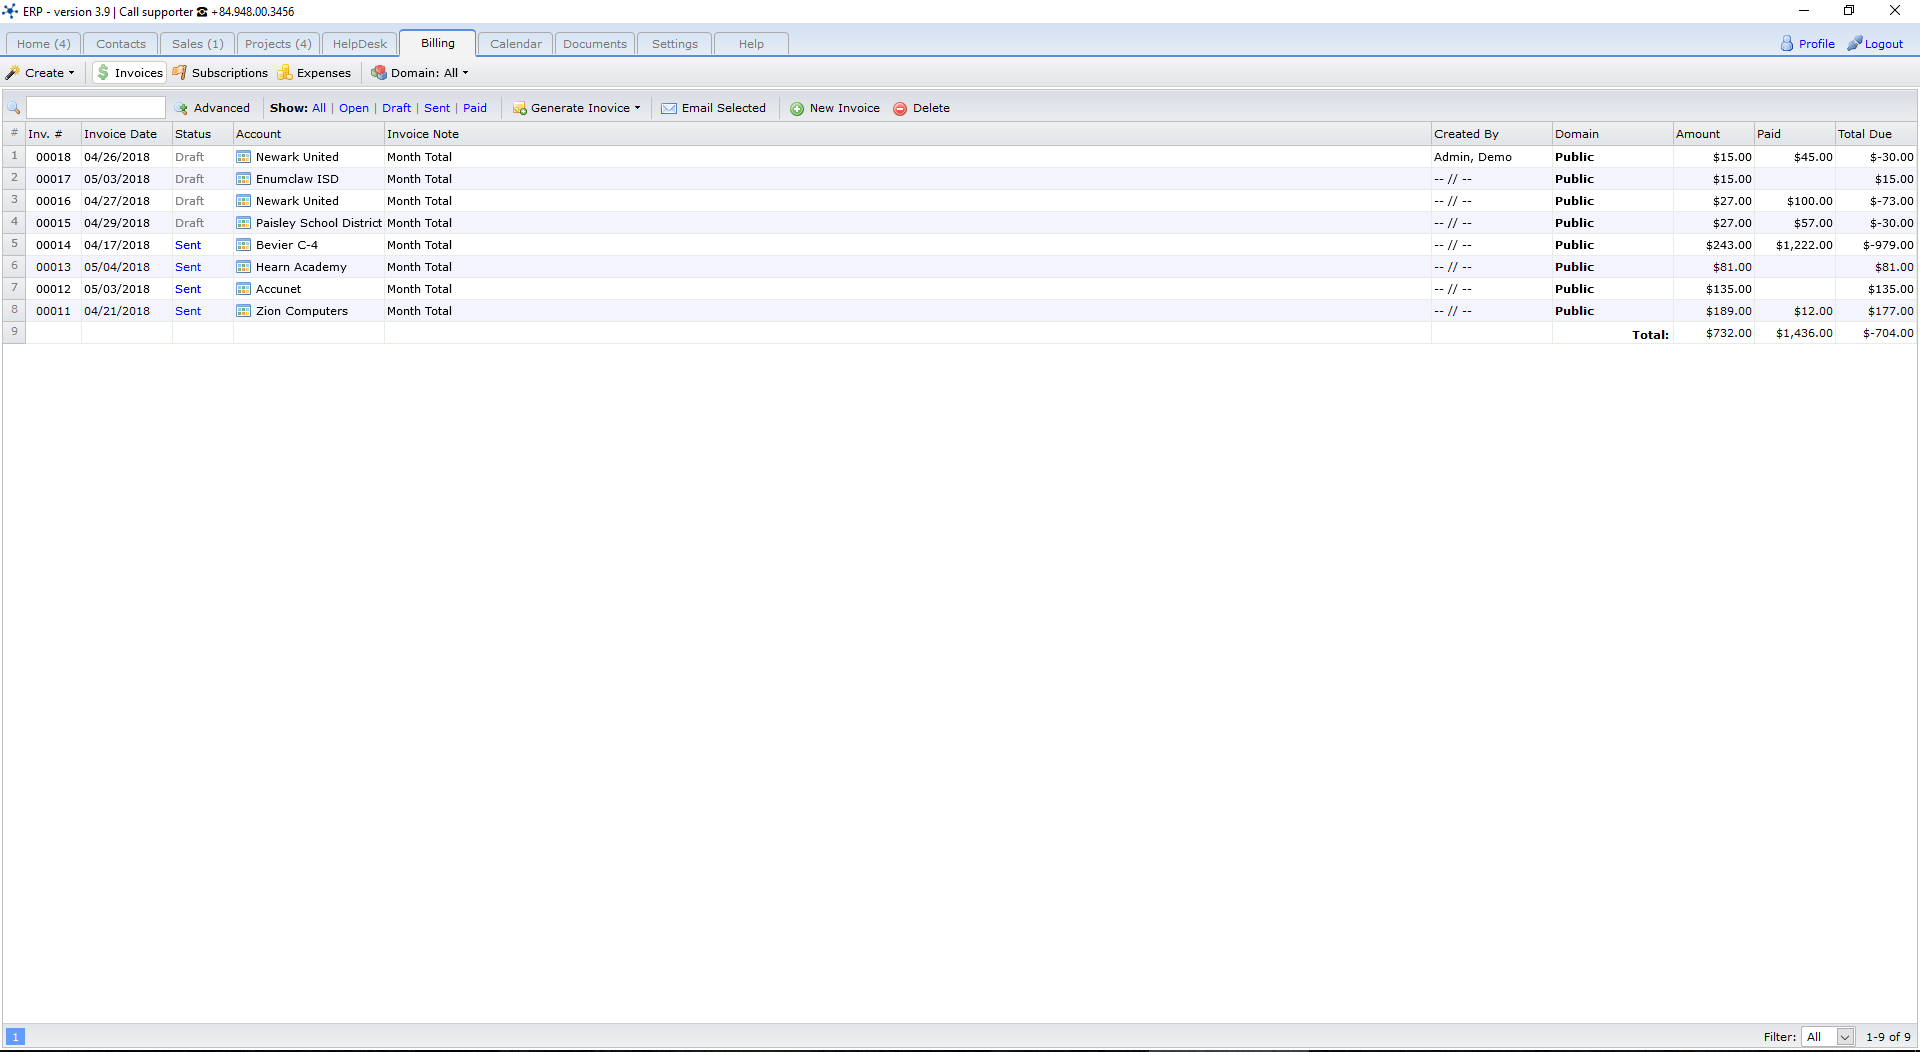 ERP - version 3.9 | Call supporter ☎ +84.948.00.3456
Home (4) Contacts Sales (1) Projects (4) HelpDesk Billing Calendar Documents Settings Help Profile Logout
Create Invoices Subscriptions Expenses Domain: All
Advanced Show: All | Open | Draft | Sent | Paid Generate Inovice Email Selected New Invoice Delete
# Inv. # Invoice Date Status Account Invoice Note Created By Domain Amount Paid Total Due
1 00018 04/26/2018 Draft Newark United Month Total Admin, Demo Public $15.00 $45.00 $-30.00
2 00017 05/03/2018 Draft Enumclaw ISD Month Total -- // -- Public $15.00 $15.00
3 00016 04/27/2018 Draft Newark United Month Total -- // -- Public $27.00 $100.00 $-73.00
4 00015 04/29/2018 Draft Paisley School District Month Total -- // -- Public $27.00 $57.00 $-30.00
5 00014 04/17/2018 Sent Bevier C-4 Month Total -- // -- Public $243.00 $1,222.00 $-979.00
6 00013 05/04/2018 Sent Hearn Academy Month Total -- // -- Public $81.00 $81.00
7 00012 05/03/2018 Sent Accunet Month Total -- // -- Public $135.00 $135.00
8 00011 04/21/2018 Sent Zion Computers Month Total -- // -- Public $189.00 $12.00 $177.00
9 Total: $732.00 $1,436.00 $-704.00
1 Filter: All 1-9 of 9